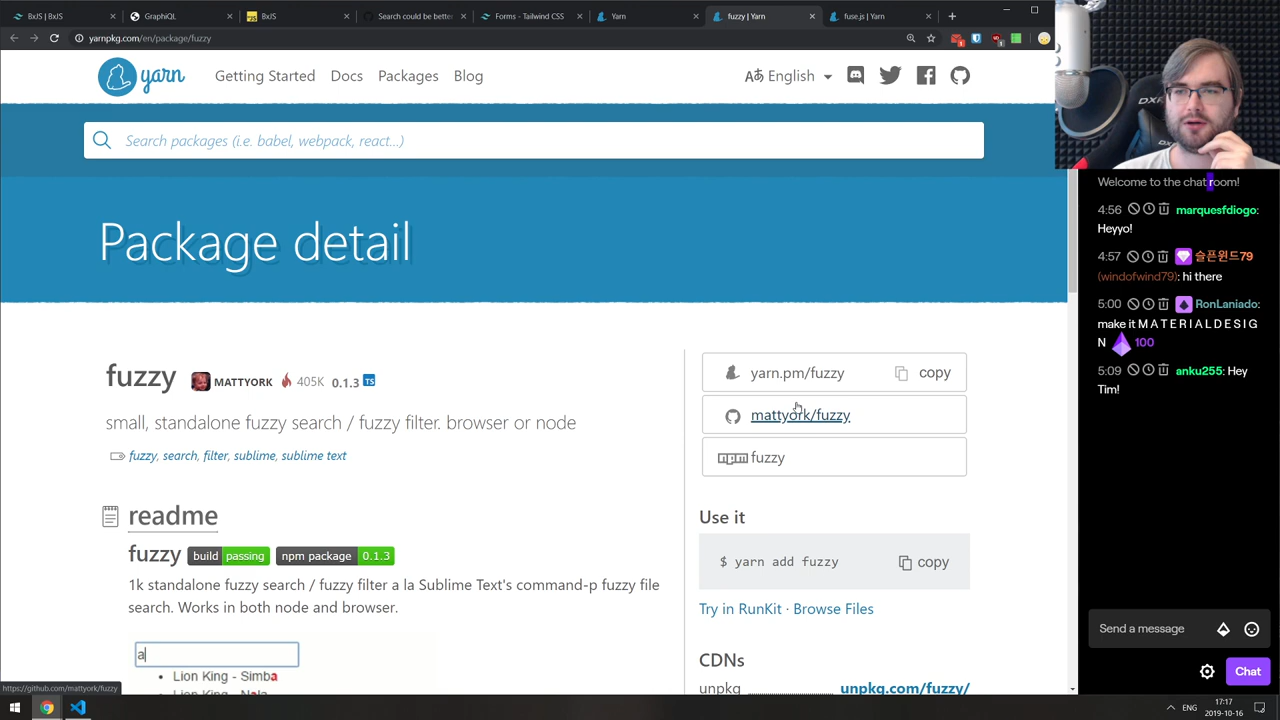 BxJS | BxJS
GraphiQL
BxJS
Search could be better
Forms - Tailwind CSS
Yarn
fuzzy | Yarn
fuse.js | Yarn
yarnpkg.com/en/package/fuzzy
yarn
Getting Started
Docs
Packages
Blog
Aあ English
Search packages (i.e. babel, webpack, react...)
Package detail
fuzzy
MATTYORK
405K
0.1.3
TS
small, standalone fuzzy search / fuzzy filter. browser or node
fuzzy, search, filter, sublime, sublime text
readme
fuzzy
build passing
npm package 0.1.3
1k standalone fuzzy search / fuzzy filter a la Sublime Text's command-p fuzzy file
search. Works in both node and browser.
a
Lion King - Simba
Lion King - Nala
yarn.pm/fuzzy
copy
mattyork/fuzzy
npm fuzzy
Use it
$ yarn add fuzzy
copy
Try in RunKit · Browse Files
CDNs
unpkg
unpkg.com/fuzzy/
https://github.com/mattyork/fuzzy
DXR
Welcome to the chat room!
4:56 marquesfdiogo:
Heyyo!
4:57 슬픈윈드79
(windofwind79): hi there
5:00 RonLaniado:
make it M A T E R I A L D E S I G
N 100
5:09 anku255: Hey
Tim!
Send a message
Chat
ENG
17:17
2019-10-16